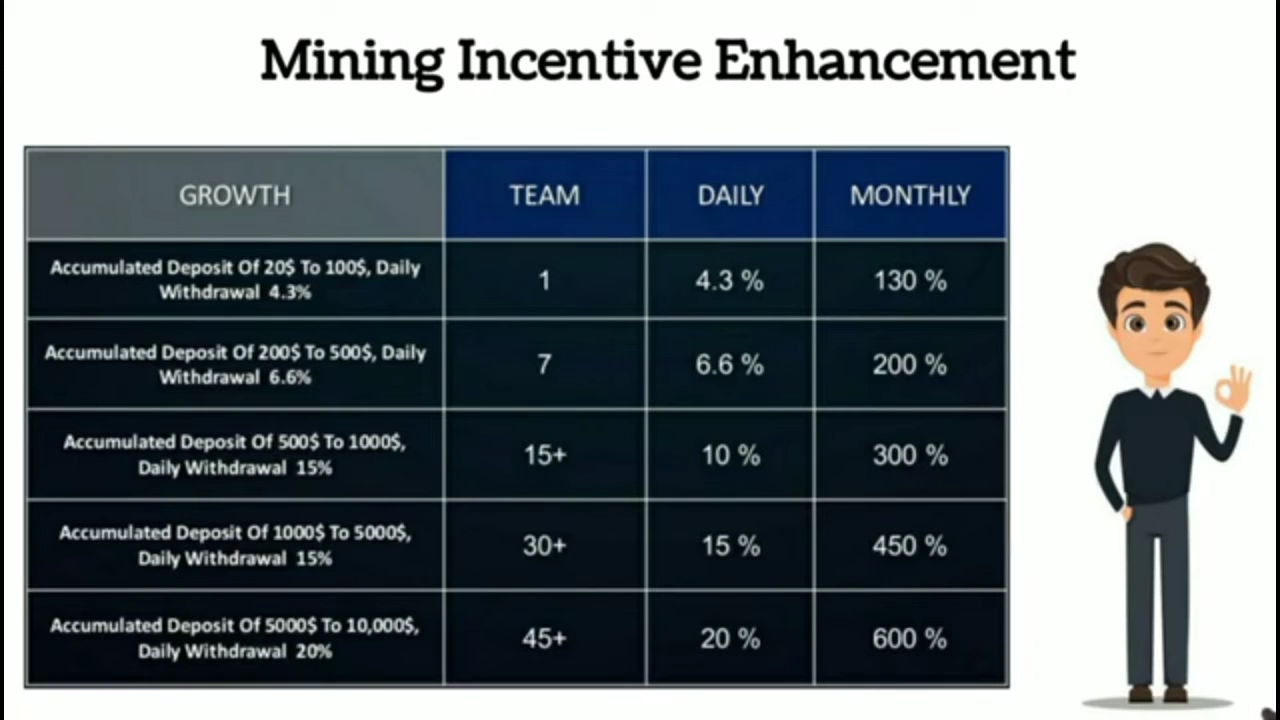 Mining Incentive Enhancement
GROWTH TEAM DAILY MONTHLY
Accumulated Deposit Of 20$ To 100$, Daily
Withdrawal 4.3%
1 4.3 % 130 %
Accumulated Deposit Of 200$ To 500$, Daily
Withdrawal 6.6%
7 6.6 % 200 %
Accumulated Deposit Of 500$ To 1000$,
Daily Withdrawal 15%
15+ 10 % 300 %
Accumulated Deposit Of 1000$ To 5000$,
Daily Withdrawal 15%
30+ 15 % 450 %
Accumulated Deposit Of 5000$ To 10,000$,
Daily Withdrawal 20%
45+ 20 % 600 %